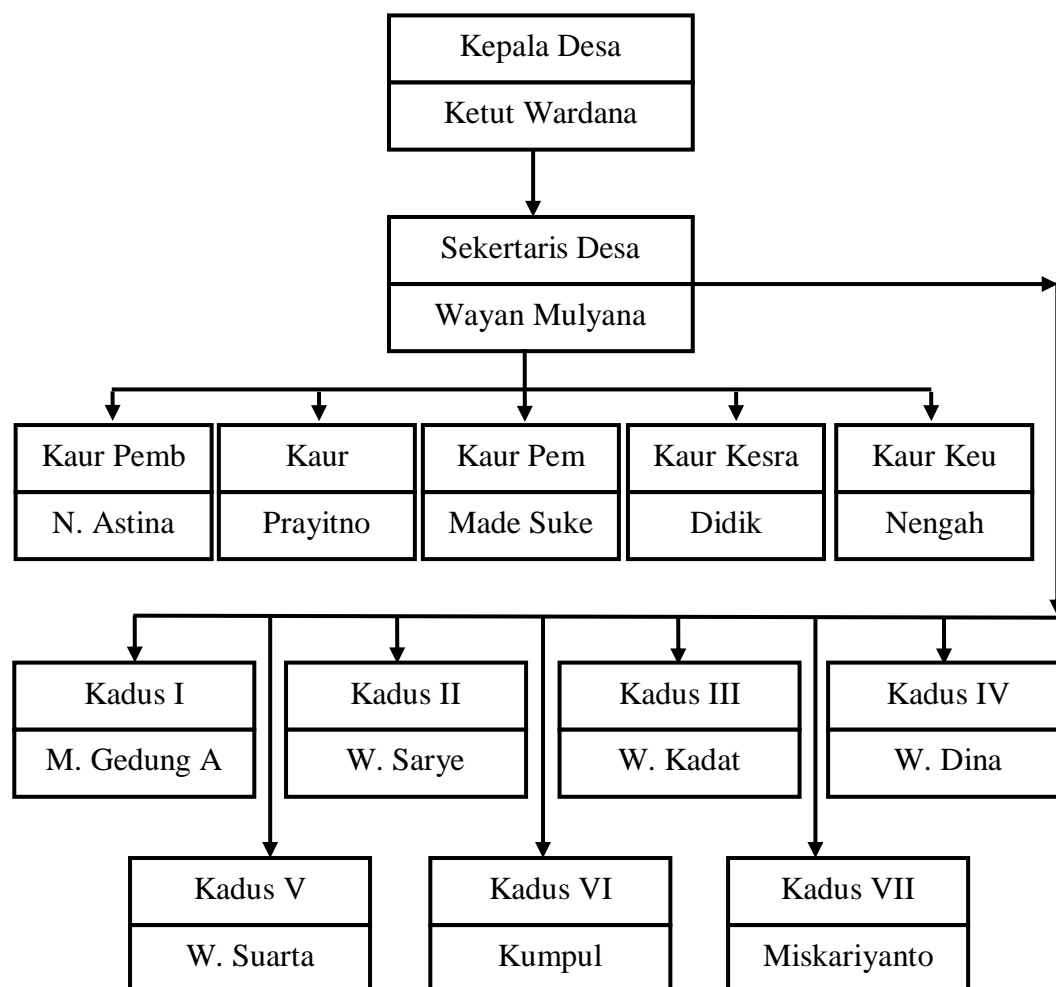 Kepala Desa
Ketut Wardana
Sekertaris Desa
Wayan Mulyana
Kaur Pemb
N. Astina
Kaur
Prayitno
Kaur Pem
Made Suke
Kaur Kesra
Didik
Kaur Keu
Nengah
Kadus I
M. Gedung A
Kadus II
W. Sarye
Kadus III
W. Kadat
Kadus IV
W. Dina
Kadus V
W. Suarta
Kadus VI
Kumpul
Kadus VII
Miskariyanto